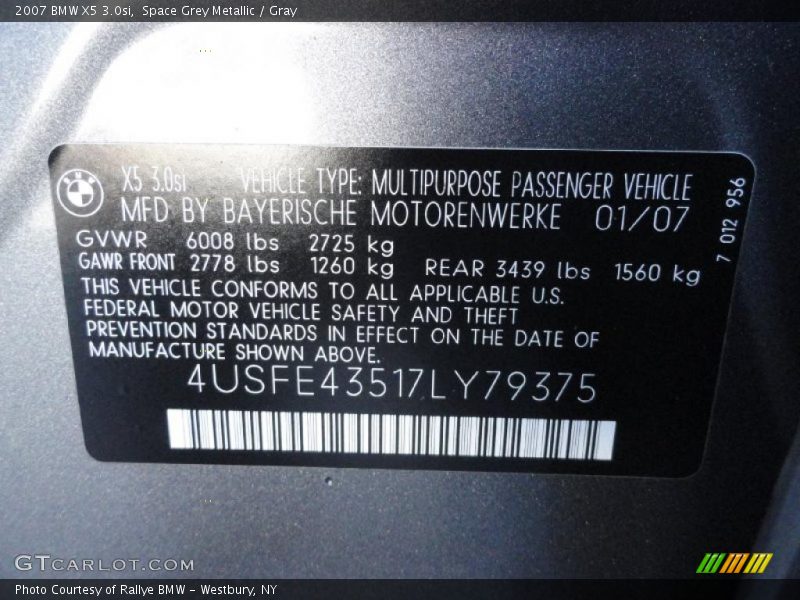 2007 BMW X5 3.0si, Space Grey Metallic / Gray
BMW
X5 3.0si VEHICLE TYPE: MULTIPURPOSE PASSENGER VEHICLE
MFD BY BAYERISCHE MOTORENWERKE 01/07
GVWR 6008 lbs 2725 kg
GAWR FRONT 2778 lbs 1260 kg REAR 3439 lbs 1560 kg
THIS VEHICLE CONFORMS TO ALL APPLICABLE U.S.
FEDERAL MOTOR VEHICLE SAFETY AND THEFT
PREVENTION STANDARDS IN EFFECT ON THE DATE OF
MANUFACTURE SHOWN ABOVE.
4USFE43517LY79375
7 012 956
GTCARLOT.COM
Photo Courtesy of Rallye BMW - Westbury, NY